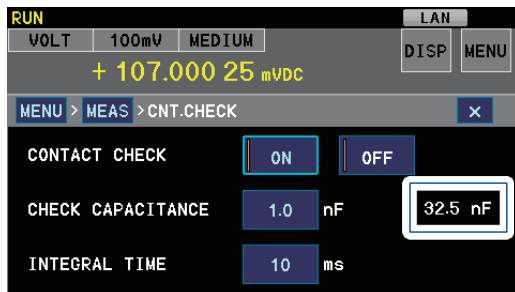 RUN LAN
VOLT 100mV MEDIUM DISP MENU
+ 107.000 25 mVDC
MENU > MEAS > CNT.CHECK ×
CONTACT CHECK ON OFF
CHECK CAPACITANCE 1.0 nF 32.5 nF
INTEGRAL TIME 10 ms